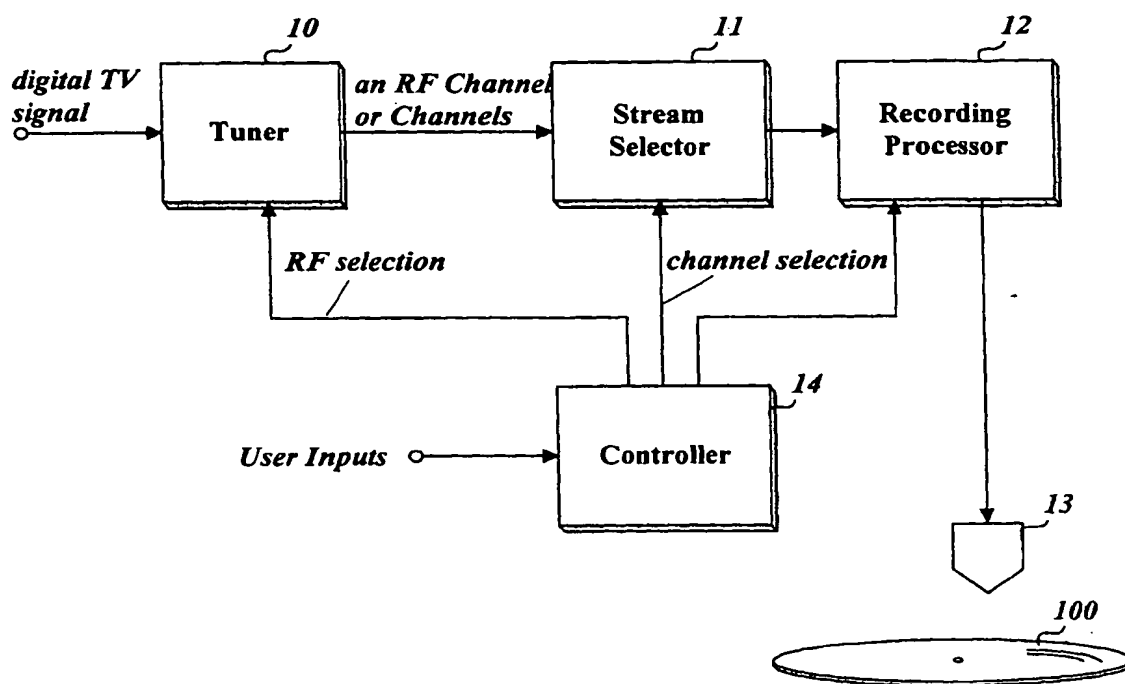 10
11
12
digital TV
signal
Tuner
an RF Channel
or Channels
Stream
Selector
Recording
Processor
RF selection
channel selection
14
User Inputs
Controller
13
100